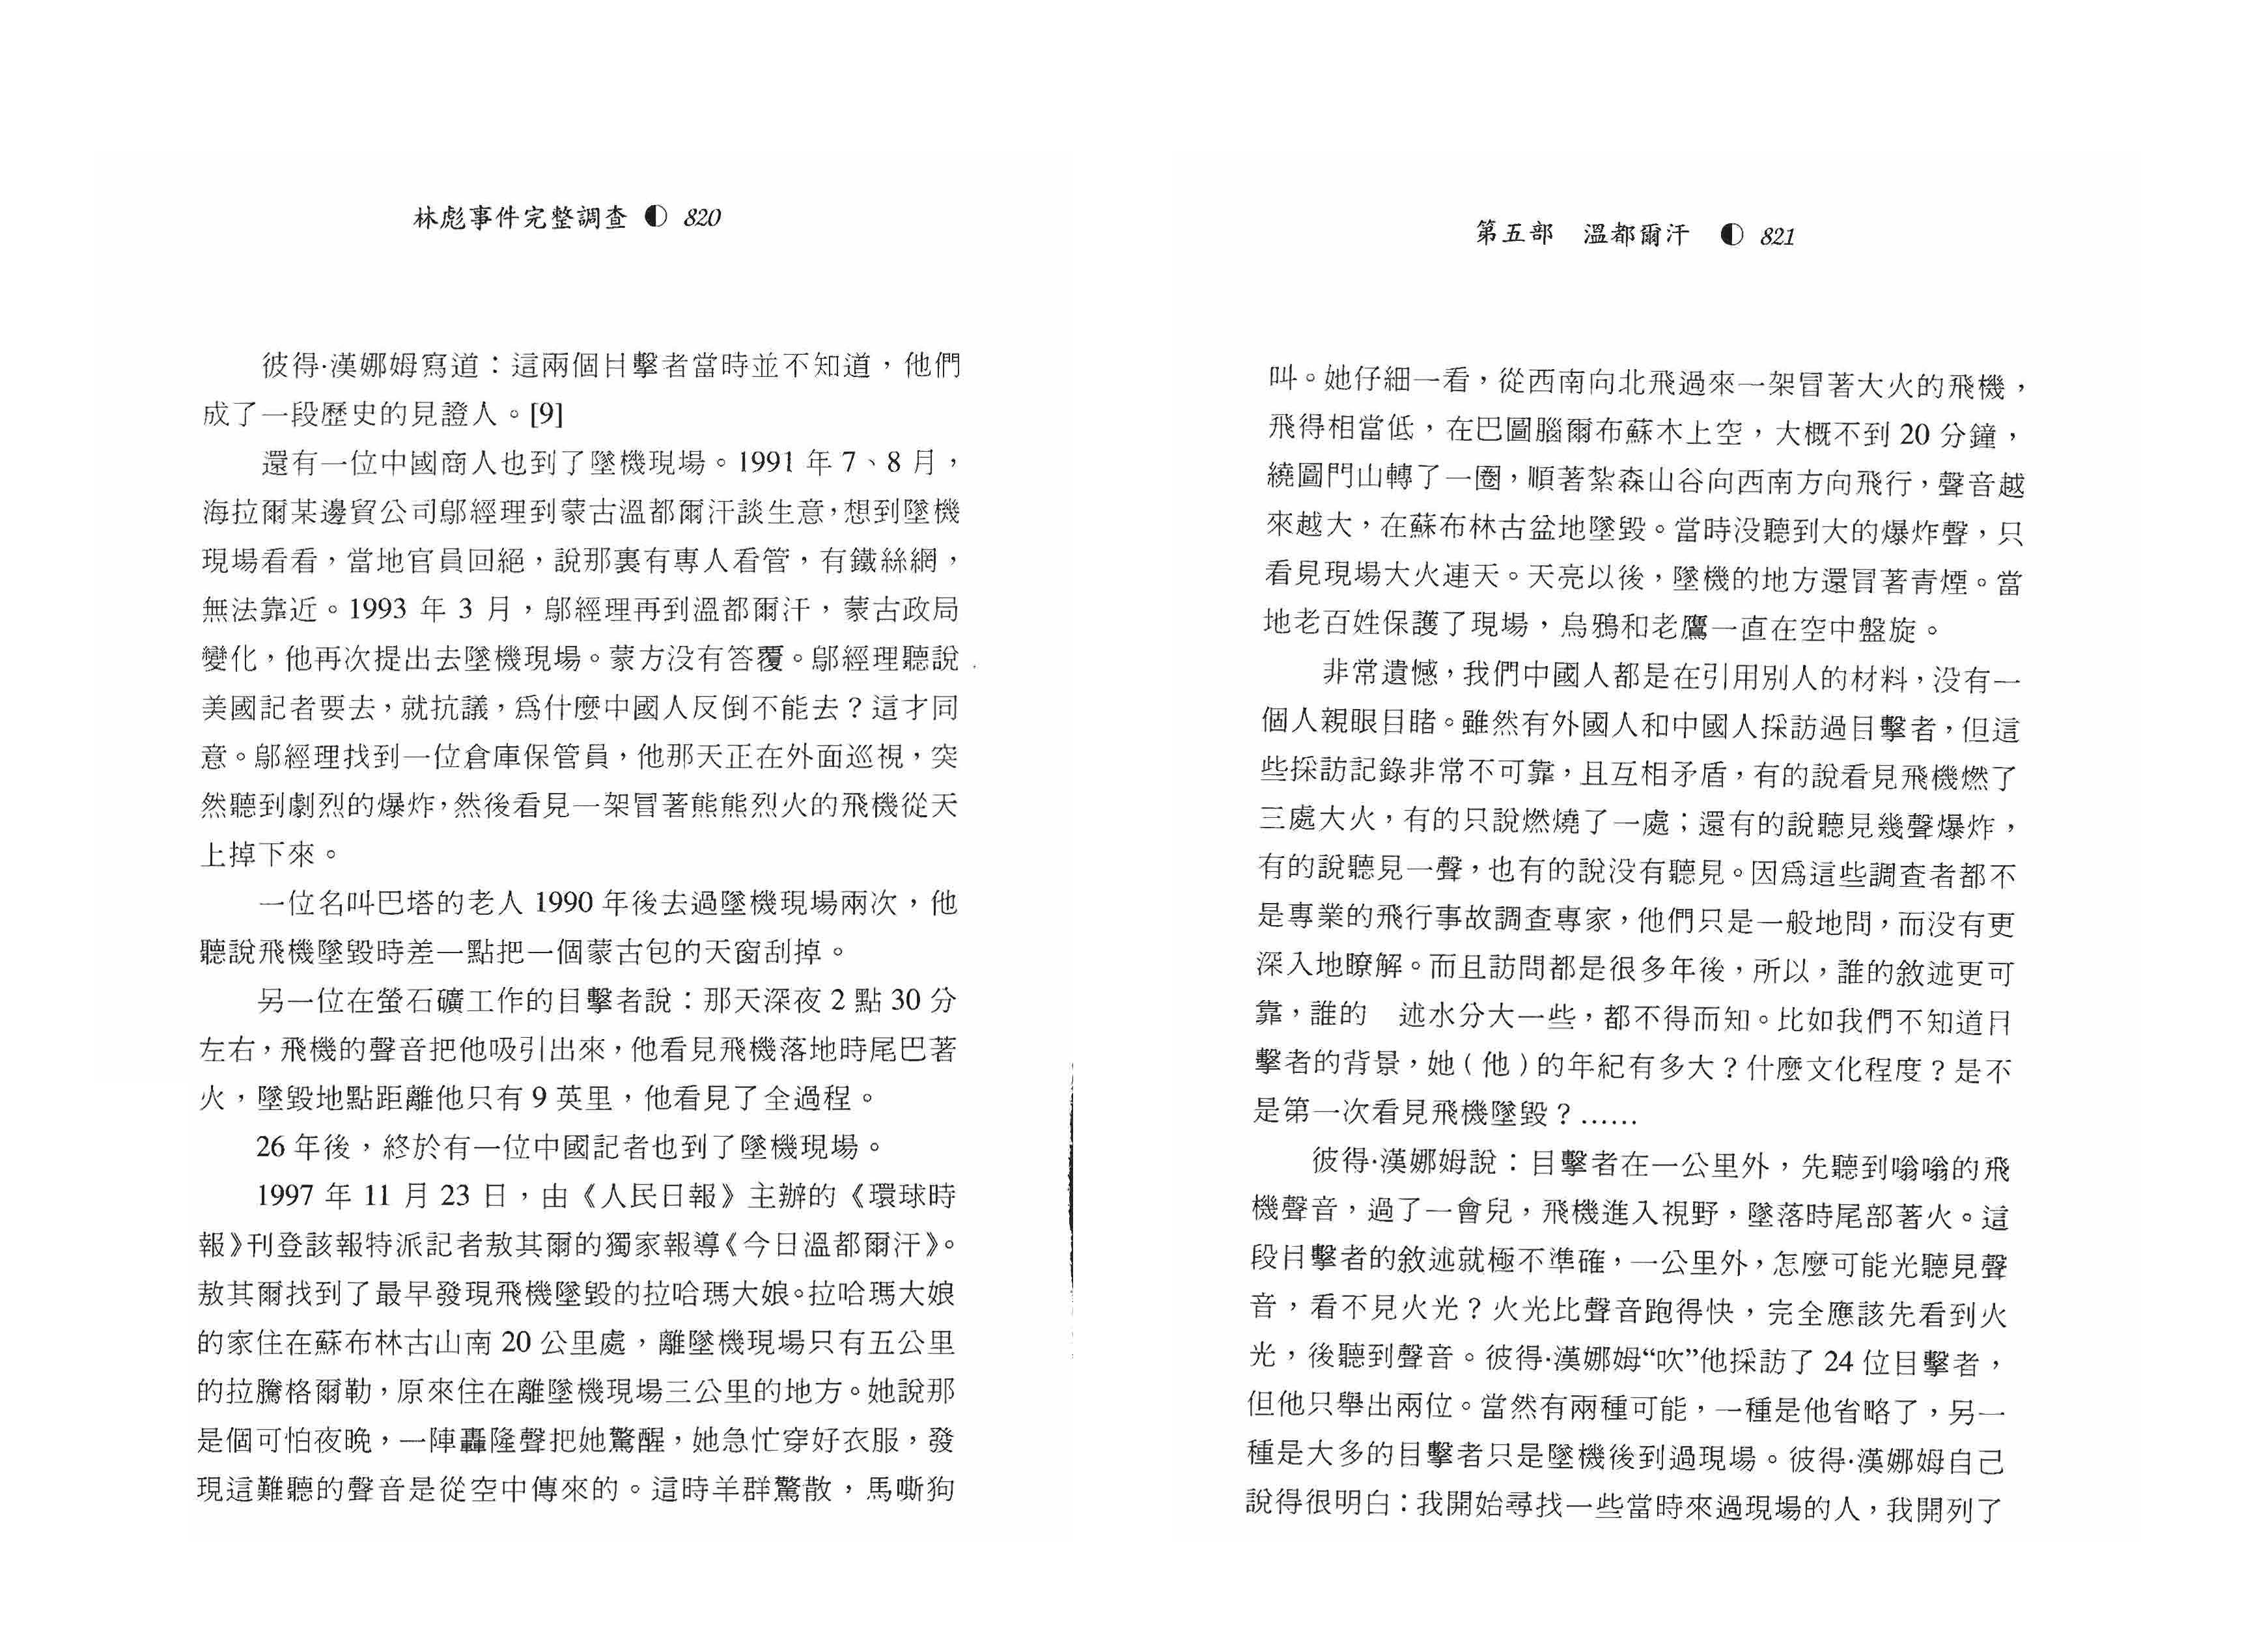 林彪事件完整調查 ◐ 820
彼得·漢娜姆寫道：這兩個目擊者當時並不知道，他們
成了一段歷史的見證人。[9]
還有一位中國商人也到了墜機現場。1991 年 7、8 月，
海拉爾某邊貿公司鄔經理到蒙古溫都爾汗談生意，想到墜機
現場看看，當地官員回絕，說那裏有專人看管，有鐵絲網，
無法靠近。1993 年 3 月，鄔經理再到溫都爾汗，蒙古政局
變化，他再次提出去墜機現場。蒙方没有答覆。鄔經理聽說
美國記者要去，就抗議，爲什麼中國人反倒不能去？這才同
意。鄔經理找到一位倉庫保管員，他那天正在外面巡視，突
然聽到劇烈的爆炸，然後看見一架冒著熊熊烈火的飛機從天
上掉下來。
一位名叫巴塔的老人 1990 年後去過墜機現場兩次，他
聽說飛機墜毀時差一點把一個蒙古包的天窗刮掉。
另一位在螢石礦工作的目擊者說：那天深夜 2 點 30 分
左右，飛機的聲音把他吸引出來，他看見飛機落地時尾巴著
火，墜毀地點距離他只有 9 英里，他看見了全過程。
26 年後，終於有一位中國記者也到了墜機現場。
1997 年 11 月 23 日，由《人民日報》主辦的《環球時
報》刊登該報特派記者敖其爾的獨家報導《今日溫都爾汗》。
敖其爾找到了最早發現飛機墜毀的拉哈瑪大娘。拉哈瑪大娘
的家住在蘇布林古山南 20 公里處，離墜機現場只有五公里
的拉騰格爾勒，原來住在離墜機現場三公里的地方。她說那
是個可怕夜晚，一陣轟隆聲把她驚醒，她急忙穿好衣服，發
現這難聽的聲音是從空中傳來的。這時羊群驚散，馬嘶狗
第五部　溫都爾汗 ◐ 821
叫。她仔細一看，從西南向北飛過來一架冒著大火的飛機，
飛得相當低，在巴圖腦爾布蘇木上空，大概不到 20 分鐘，
繞圖門山轉了一圈，順著紮森山谷向西南方向飛行，聲音越
來越大，在蘇布林古盆地墜毀。當時没聽到大的爆炸聲，只
看見現場大火連天。天亮以後，墜機的地方還冒著青煙。當
地老百姓保護了現場，烏鴉和老鷹一直在空中盤旋。
非常遺憾，我們中國人都是在引用別人的材料，没有一
個人親眼目睹。雖然有外國人和中國人採訪過目擊者，但這
些採訪記錄非常不可靠，且互相矛盾，有的說看見飛機燃了
三處大火，有的只說燃燒了一處；還有的說聽見幾聲爆炸，
有的說聽見一聲，也有的說没有聽見。因爲這些調查者都不
是專業的飛行事故調查專家，他們只是一般地問，而没有更
深入地瞭解。而且訪問都是很多年後，所以，誰的敘述更可
靠，誰的　述水分大一些，都不得而知。比如我們不知道目
擊者的背景，她（他）的年紀有多大？什麼文化程度？是不
是第一次看見飛機墜毀？……
彼得·漢娜姆說：目擊者在一公里外，先聽到嗡嗡的飛
機聲音，過了一會兒，飛機進入視野，墜落時尾部著火。這
段目擊者的敘述就極不準確，一公里外，怎麼可能光聽見聲
音，看不見火光？火光比聲音跑得快，完全應該先看到火
光，後聽到聲音。彼得·漢娜姆“吹”他採訪了 24 位目擊者，
但他只舉出兩位。當然有兩種可能，一種是他省略了，另一
種是大多的目擊者只是墜機後到過現場。彼得·漢娜姆自己
說得很明白：我開始尋找一些當時來過現場的人，我開列了